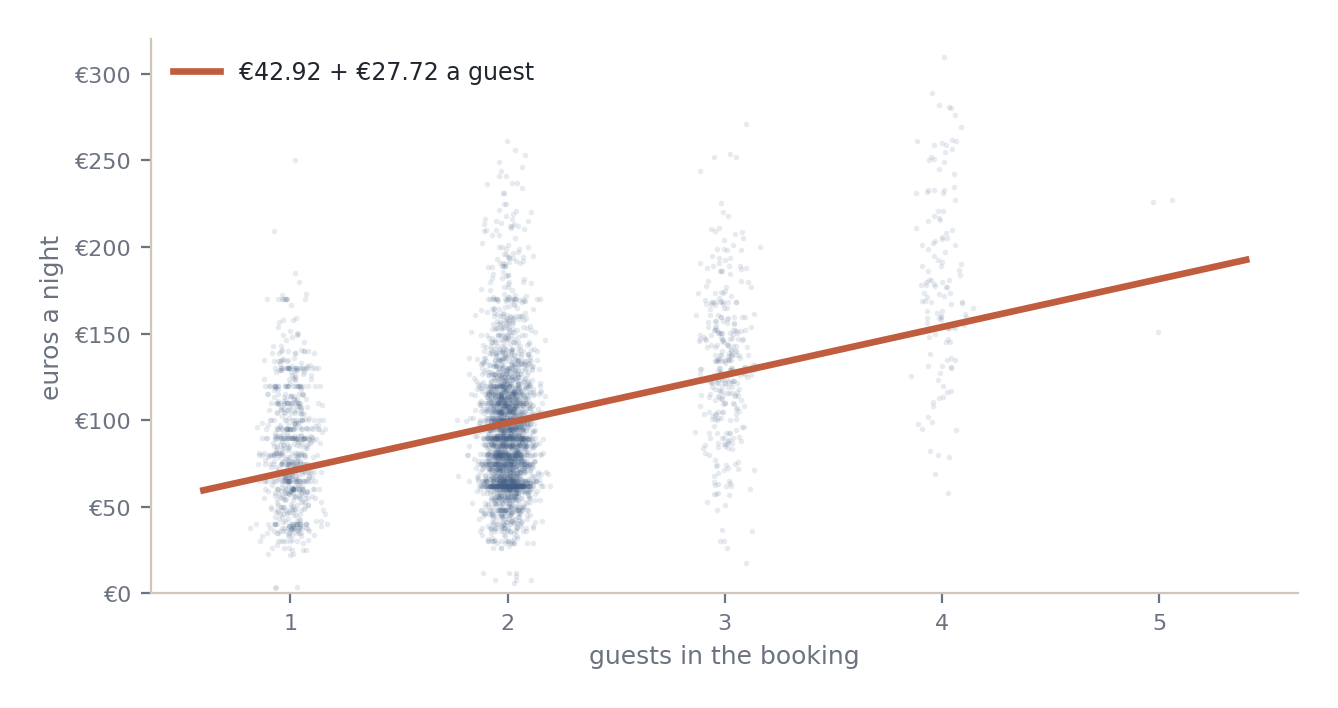 €42.92 + €27.72 a guest
€300
€250
€200
€150
€100
€50
€0
euros a night
1 2 3 4 5
guests in the booking